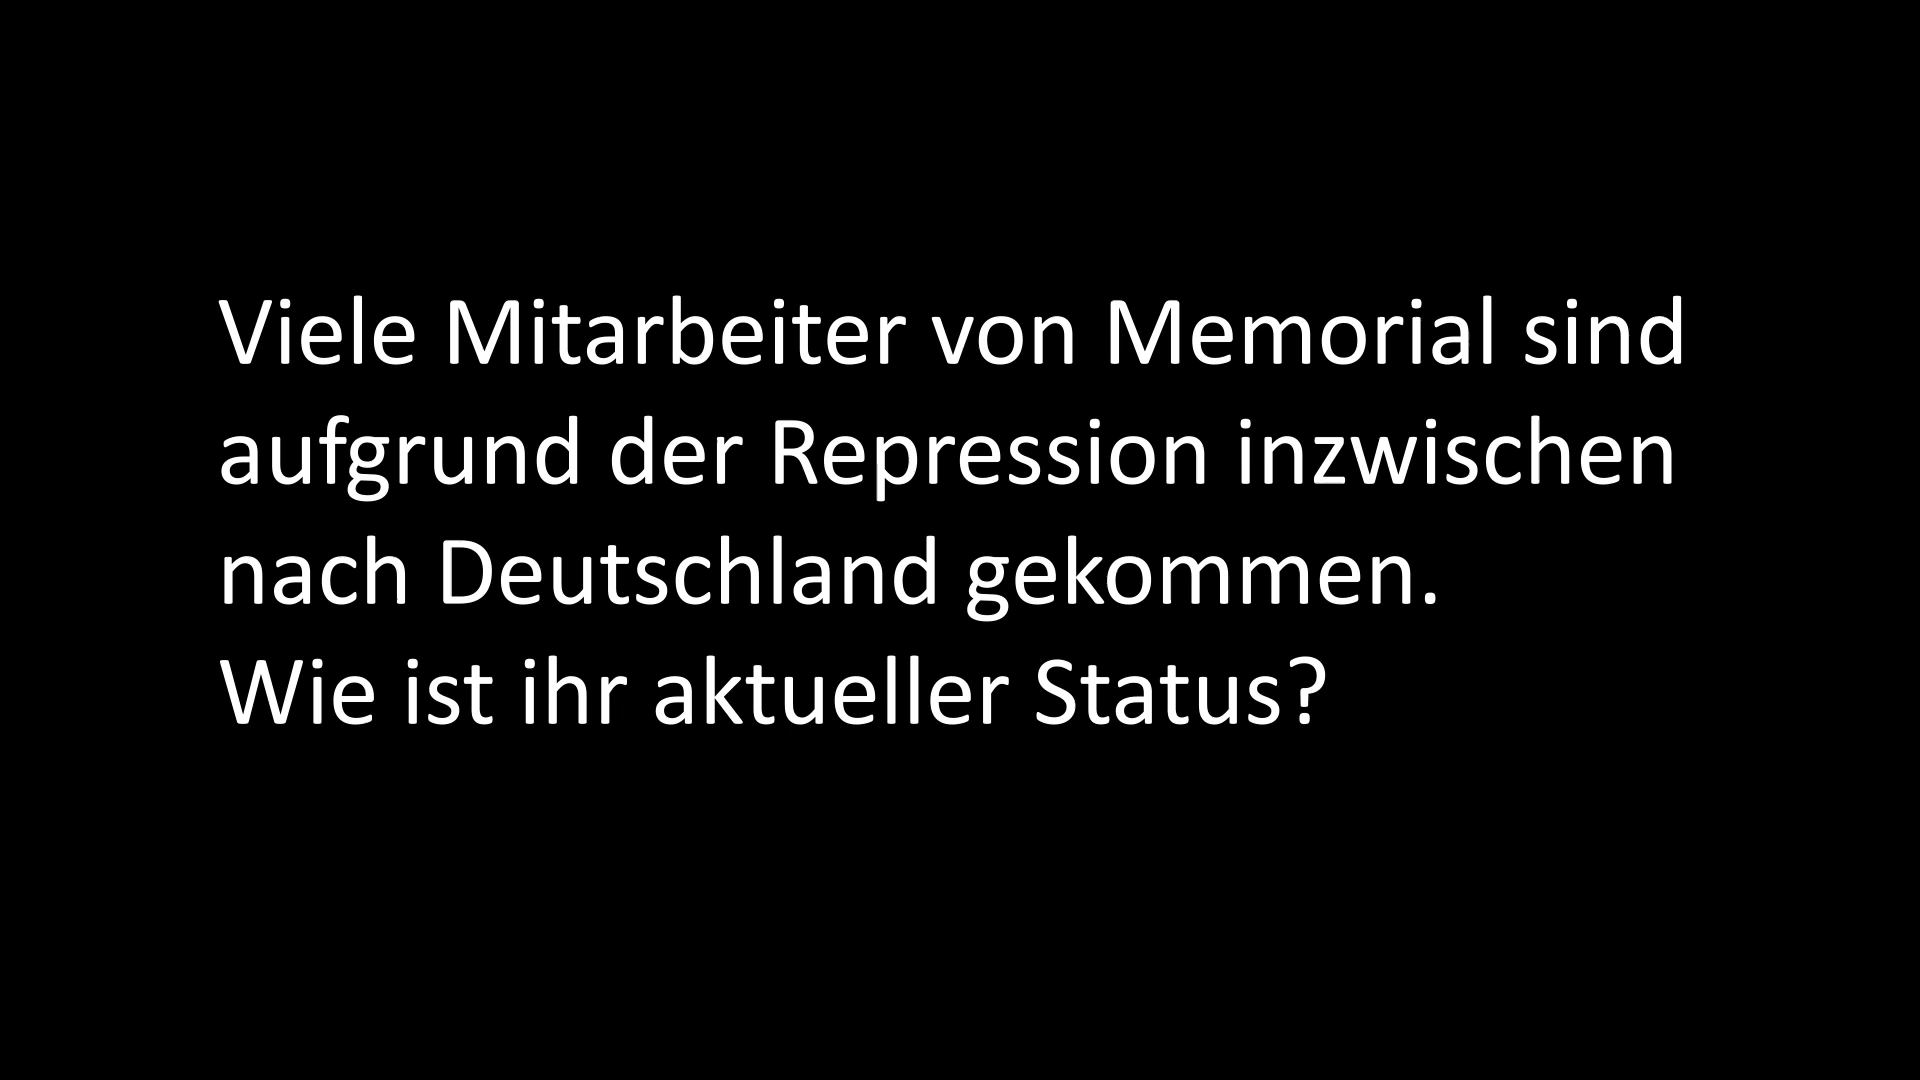 Viele Mitarbeiter von Memorial sind
aufgrund der Repression inzwischen
nach Deutschland gekommen.
Wie ist ihr aktueller Status?